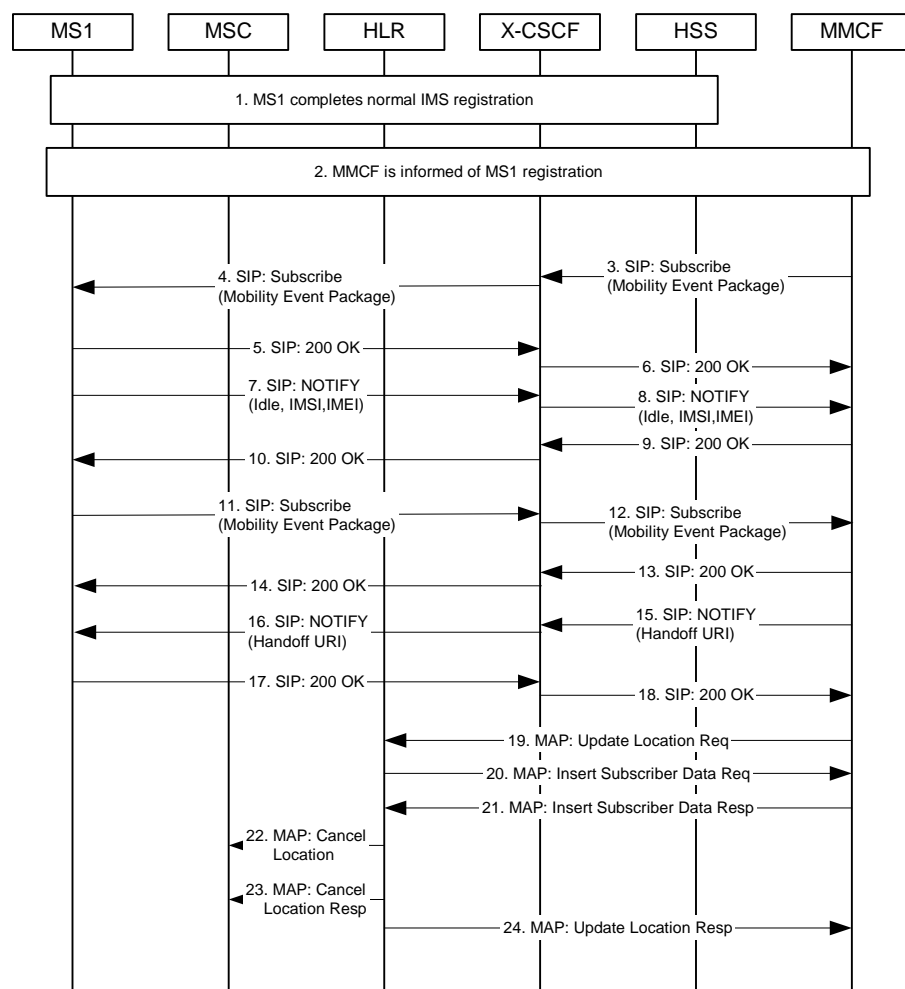 MS1
MSC
HLR
X-CSCF
HSS
MMCF
1. MS1 completes normal IMS registration
2. MMCF is informed of MS1 registration
3. SIP: Subscribe
(Mobility Event Package)
4. SIP: Subscribe
(Mobility Event Package)
5. SIP: 200 OK
6. SIP: 200 OK
7. SIP: NOTIFY
(Idle, IMSI,IMEI)
8. SIP: NOTIFY
(Idle, IMSI,IMEI)
9. SIP: 200 OK
10. SIP: 200 OK
11. SIP: Subscribe
(Mobility Event Package)
12. SIP: Subscribe
(Mobility Event Package)
13. SIP: 200 OK
14. SIP: 200 OK
15. SIP: NOTIFY
(Handoff URI)
16. SIP: NOTIFY
(Handoff URI)
17. SIP: 200 OK
18. SIP: 200 OK
19. MAP: Update Location Req
20. MAP: Insert Subscriber Data Req
21. MAP: Insert Subscriber Data Resp
22. MAP: Cancel
Location
23. MAP: Cancel
Location Resp
24. MAP: Update Location Resp